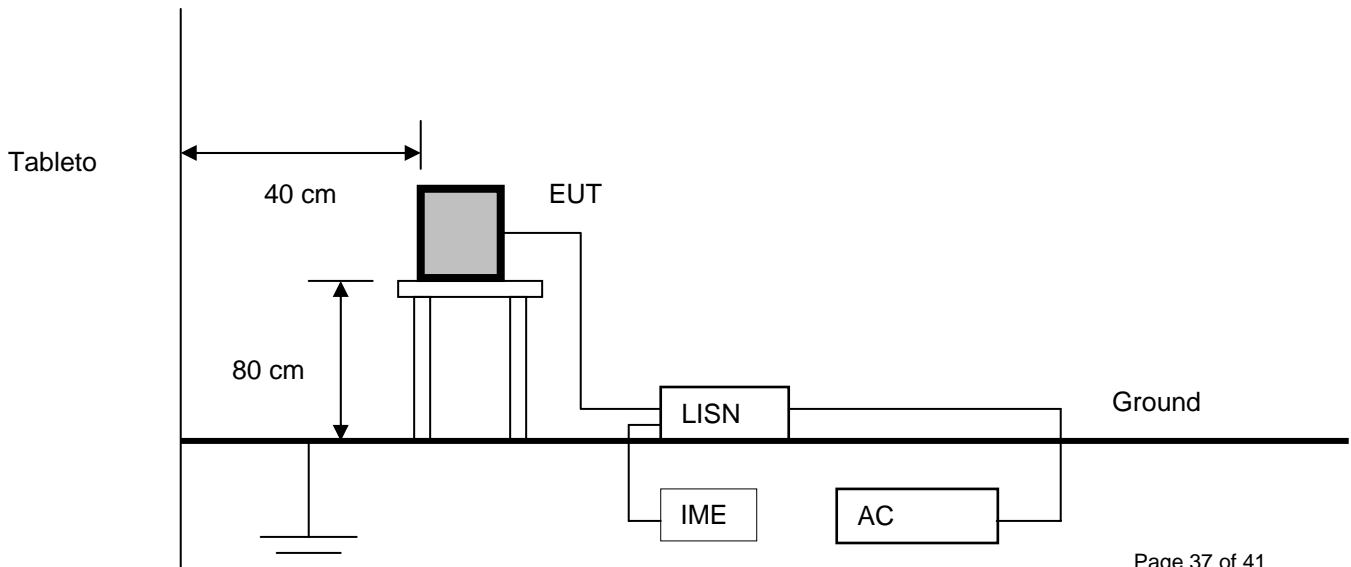 Tableto
40 cm
EUT
80 cm
LISN
Ground
IME
AC
Page 37 of 41